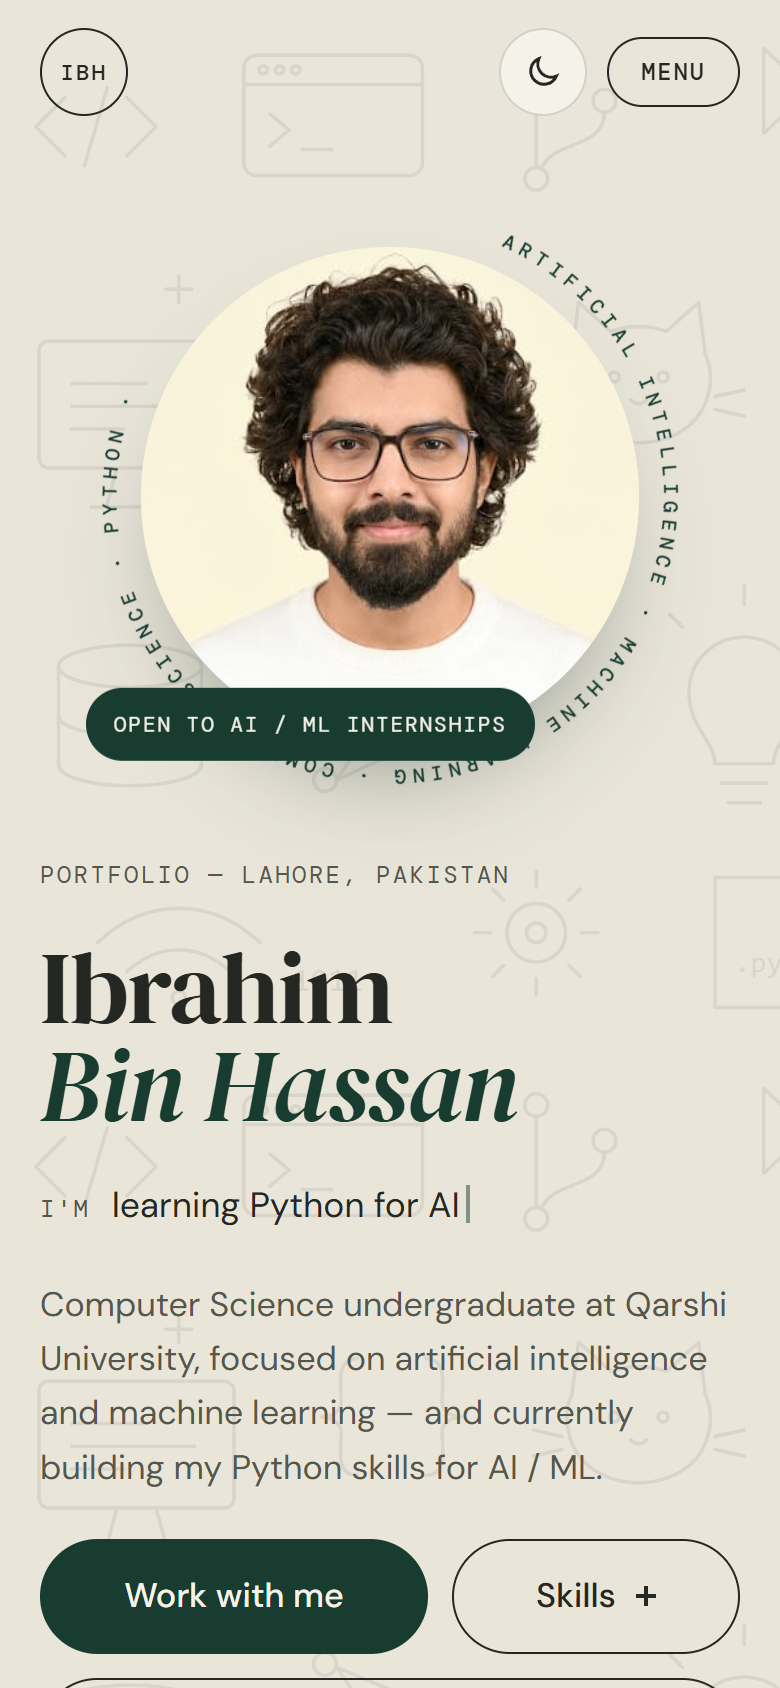 IBH
MENU
ARTIFICIAL INTELLIGENCE · MACHINE
· COM
SCIENCE · PYTHON ·
OPEN TO AI / ML INTERNSHIPS
PORTFOLIO — LAHORE, PAKISTAN
Ibrahim
Bin Hassan
I'M learning Python for AI
Computer Science undergraduate at Qarshi
University, focused on artificial intelligence
and machine learning — and currently
building my Python skills for AI / ML.
.py
Work with me
Skills +